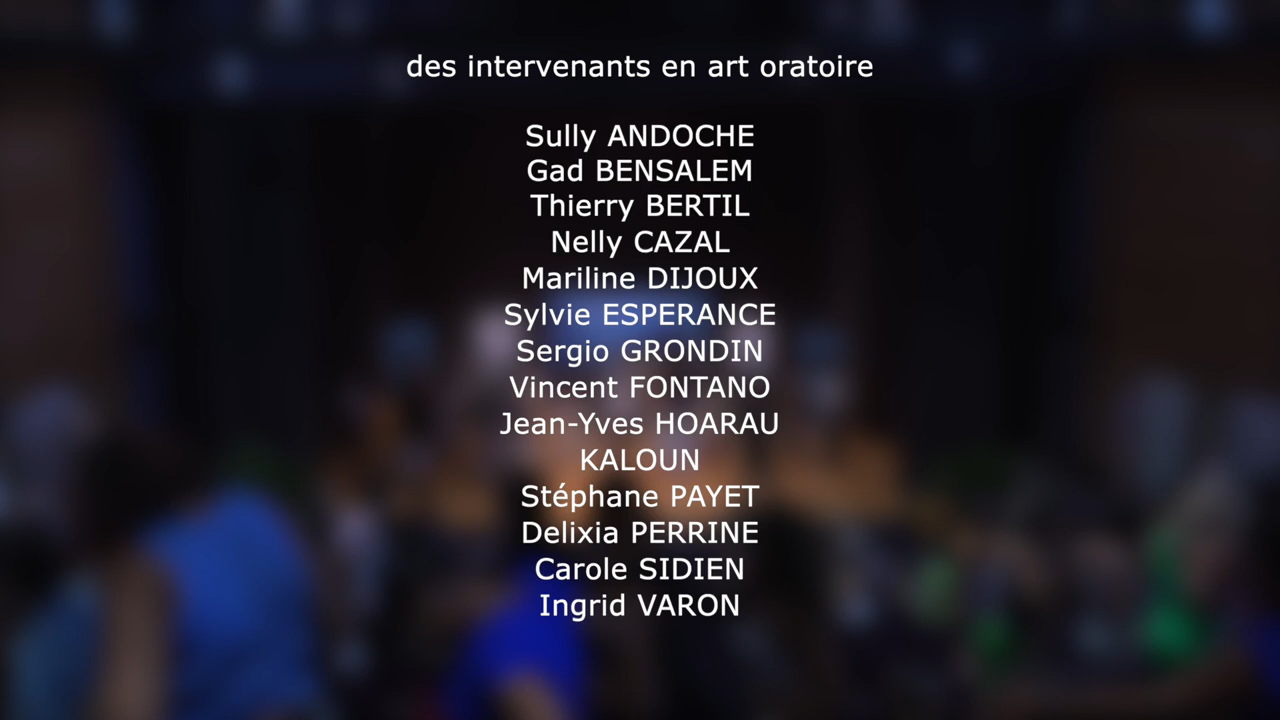 des intervenants en art oratoire
Sully ANDOCHE
Gad BENSALEM
Thierry BERTIL
Nelly CAZAL
Mariline DIJOUX
Sylvie ESPERANCE
Sergio GRONDIN
Vincent FONTANO
Jean-Yves HOARAU
KALOUN
Stéphane PAYET
Delixia PERRINE
Carole SIDIEN
Ingrid VARON